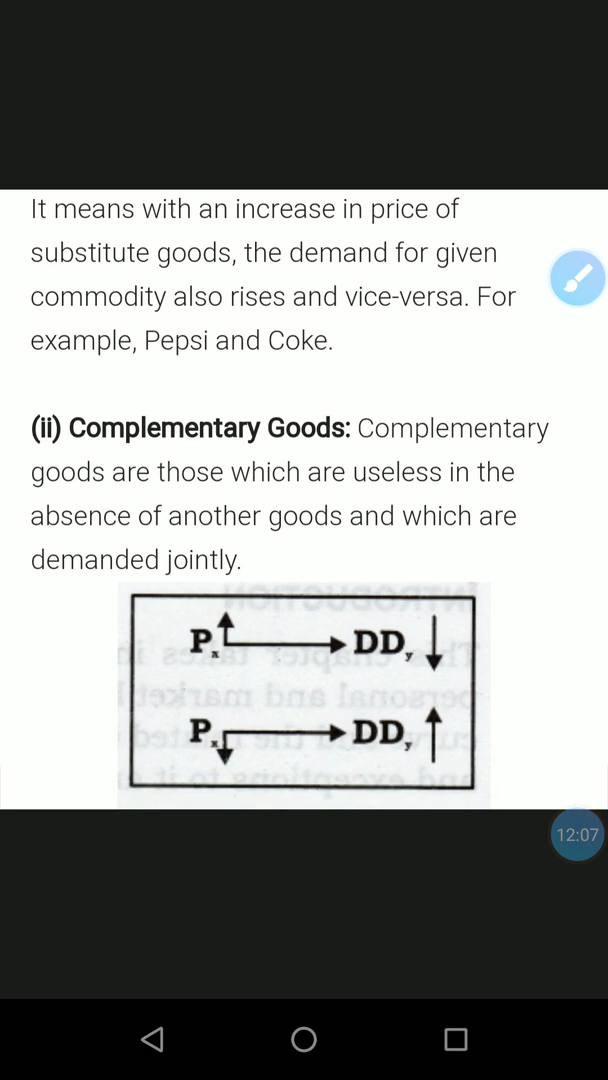 It means with an increase in price of
substitute goods, the demand for given
commodity also rises and vice-versa. For
example, Pepsi and Coke.
(ii) Complementary Goods: Complementary
goods are those which are useless in the
absence of another goods and which are
demanded jointly.
Px DDy
Px DDy
12:07